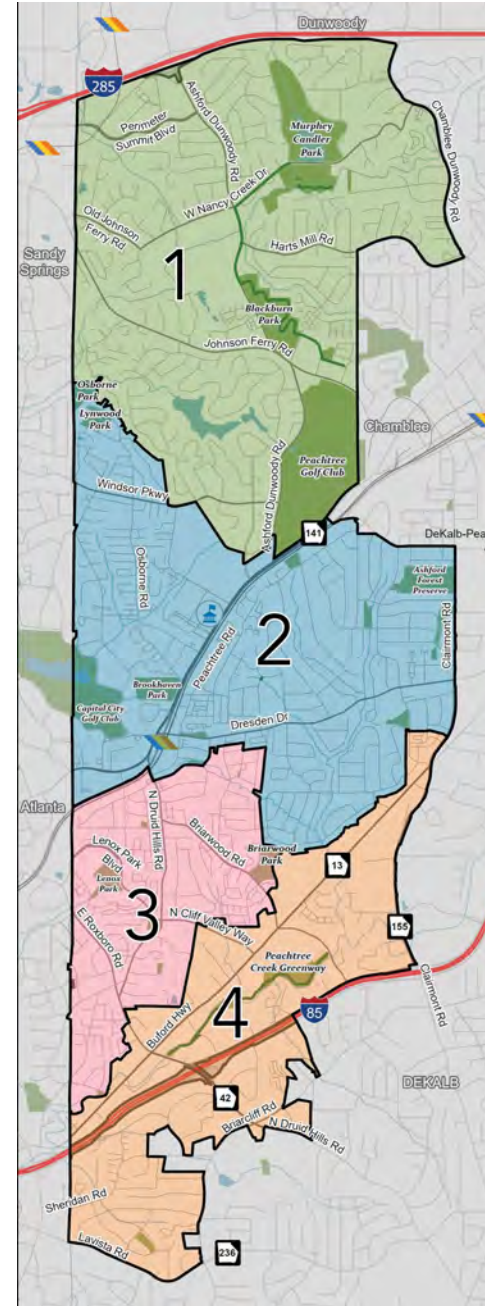 Dunwoody
285
Perimeter
Summit Blvd
Ashford Dunwoody Rd
Murphey
Candler
Park
Chamblee Dunwoody Rd
W Nancy Creek Dr
Old Johnson
Ferry Rd
Harts Mill Rd
Sandy
Springs
1
Blackburn
Park
Johnson Ferry Rd
Osborne
Park
Lynwood
Park
Chamblee
Peachtree
Golf Club
Ashford Dunwoody Rd
Windsor Pkwy
141
DeKalb-Pea
Osborne Rd
Ashford
Forest
Preserve
2
Peachtree Rd
Clairmont Rd
Brookhaven
Park
Capital City
Golf Club
Dresden Dr
Atlanta
N Druid Hills Rd
Briarwood Rd
Lenox Park
Blvd
Briarwood
Park
13
Lenox
Park
3
N Cliff Valley Way
155
E Roxboro Rd
Peachtree
Creek Greenway
Buford Hwy
4
85
Clairmont Rd
DEKALB
42
Briarcliff Rd
N Druid Hills Rd
Sheridan Rd
Lavista Rd
236